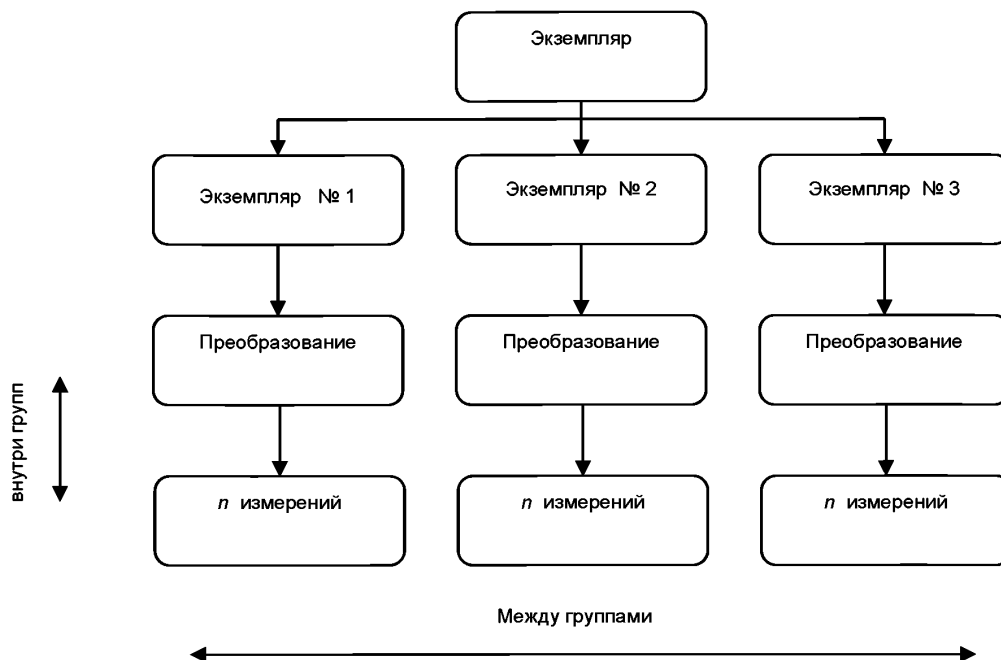 Экземпляр
Экземпляр № 1
Экземпляр № 2
Экземпляр № 3
Преобразование
Преобразование
Преобразование
внутри групп
n измерений
n измерений
n измерений
Между группами